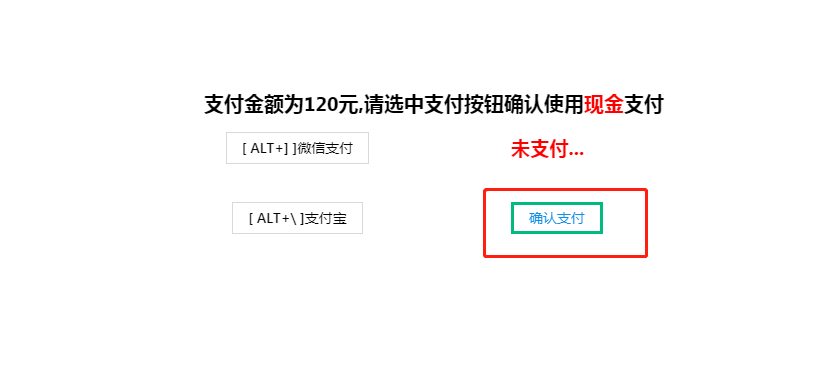 支付金额为120元,请选中支付按钮确认使用现金支付
[ ALT+] ]微信支付
未支付...
[ ALT+\ ]支付宝
确认支付